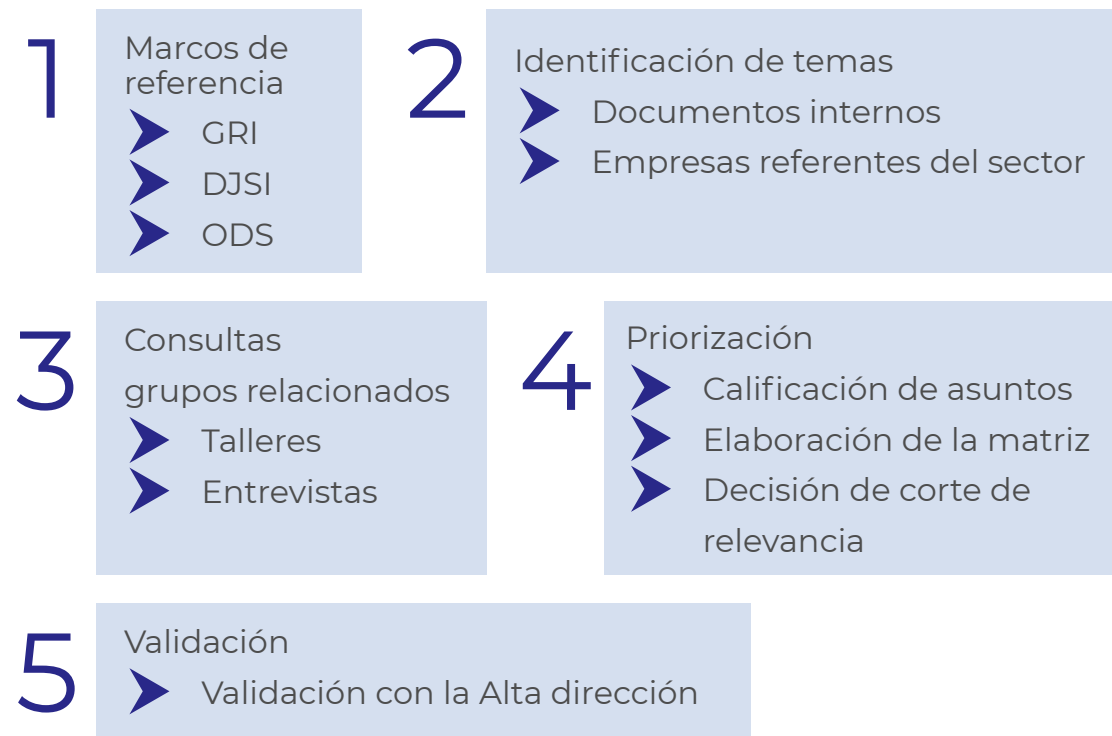 1
Marcos de
referencia
GRI
DJSI
ODS
2
Identificación de temas
Documentos internos
Empresas referentes del sector
3
Consultas
grupos relacionados
Talleres
Entrevistas
4
Priorización
Calificación de asuntos
Elaboración de la matriz
Decisión de corte de
relevancia
5
Validación
Validación con la Alta dirección